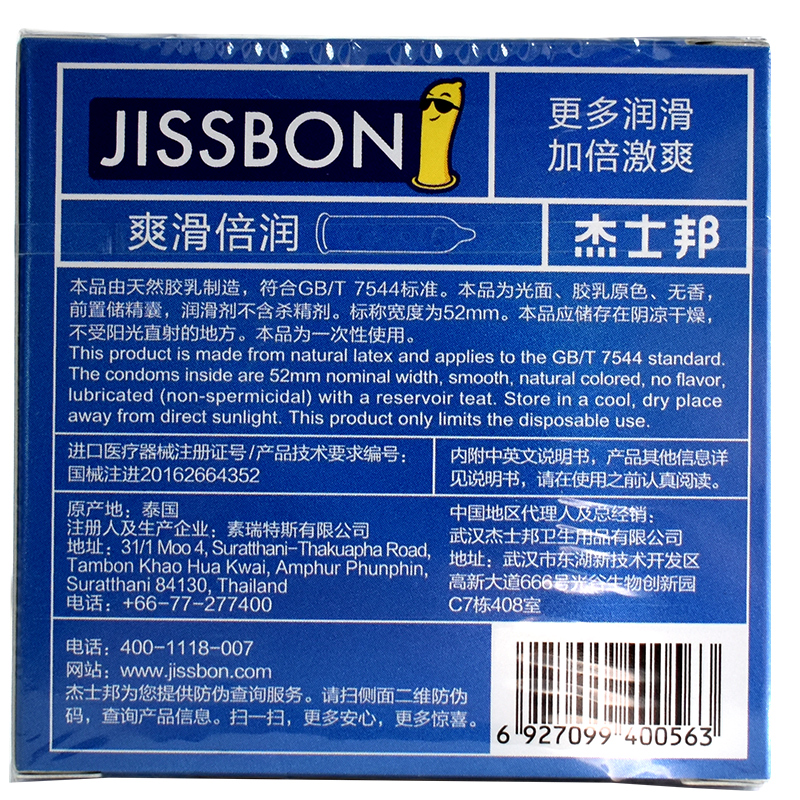 JISSBON
更多润滑
加倍激爽
爽滑倍润
杰士邦
本品由天然胶乳制造，符合GB/T 7544标准。本品为光面、胶乳原色、无香，
前置储精囊，润滑剂不含杀精剂。标称宽度为52mm。本品应储存在阴凉干燥，
不受阳光直射的地方。本品为一次性使用。
This product is made from natural latex and applies to the GB/T 7544 standard.
The condoms inside are 52mm nominal width, smooth, natural colored, no flavor,
lubricated (non-spermicidal) with a reservoir teat. Store in a cool, dry place
away from direct sunlight. This product only limits the disposable use.
进口医疗器械注册证号/产品技术要求编号：
国械注进20162664352
内附中英文说明书，产品其他信息详
见说明书，请在使用之前认真阅读。
原产地：泰国
注册人及生产企业：素瑞特斯有限公司
地址：31/1 Moo 4, Suratthani-Thakuapha Road,
Tambon Khao Hua Kwai, Amphur Phunphin,
Suratthani 84130, Thailand
电话：+66-77-277400
中国地区代理人及总经销：
武汉杰士邦卫生用品有限公司
地址：武汉市东湖新技术开发区
高新大道666号光谷生物创新园
C7栋408室
电话：400-1118-007
网站：www.jissbon.com
杰士邦为您提供防伪查询服务。请扫侧面二维防伪
码，查询产品信息。扫一扫，更多安心，更多惊喜。
6 927099 400563